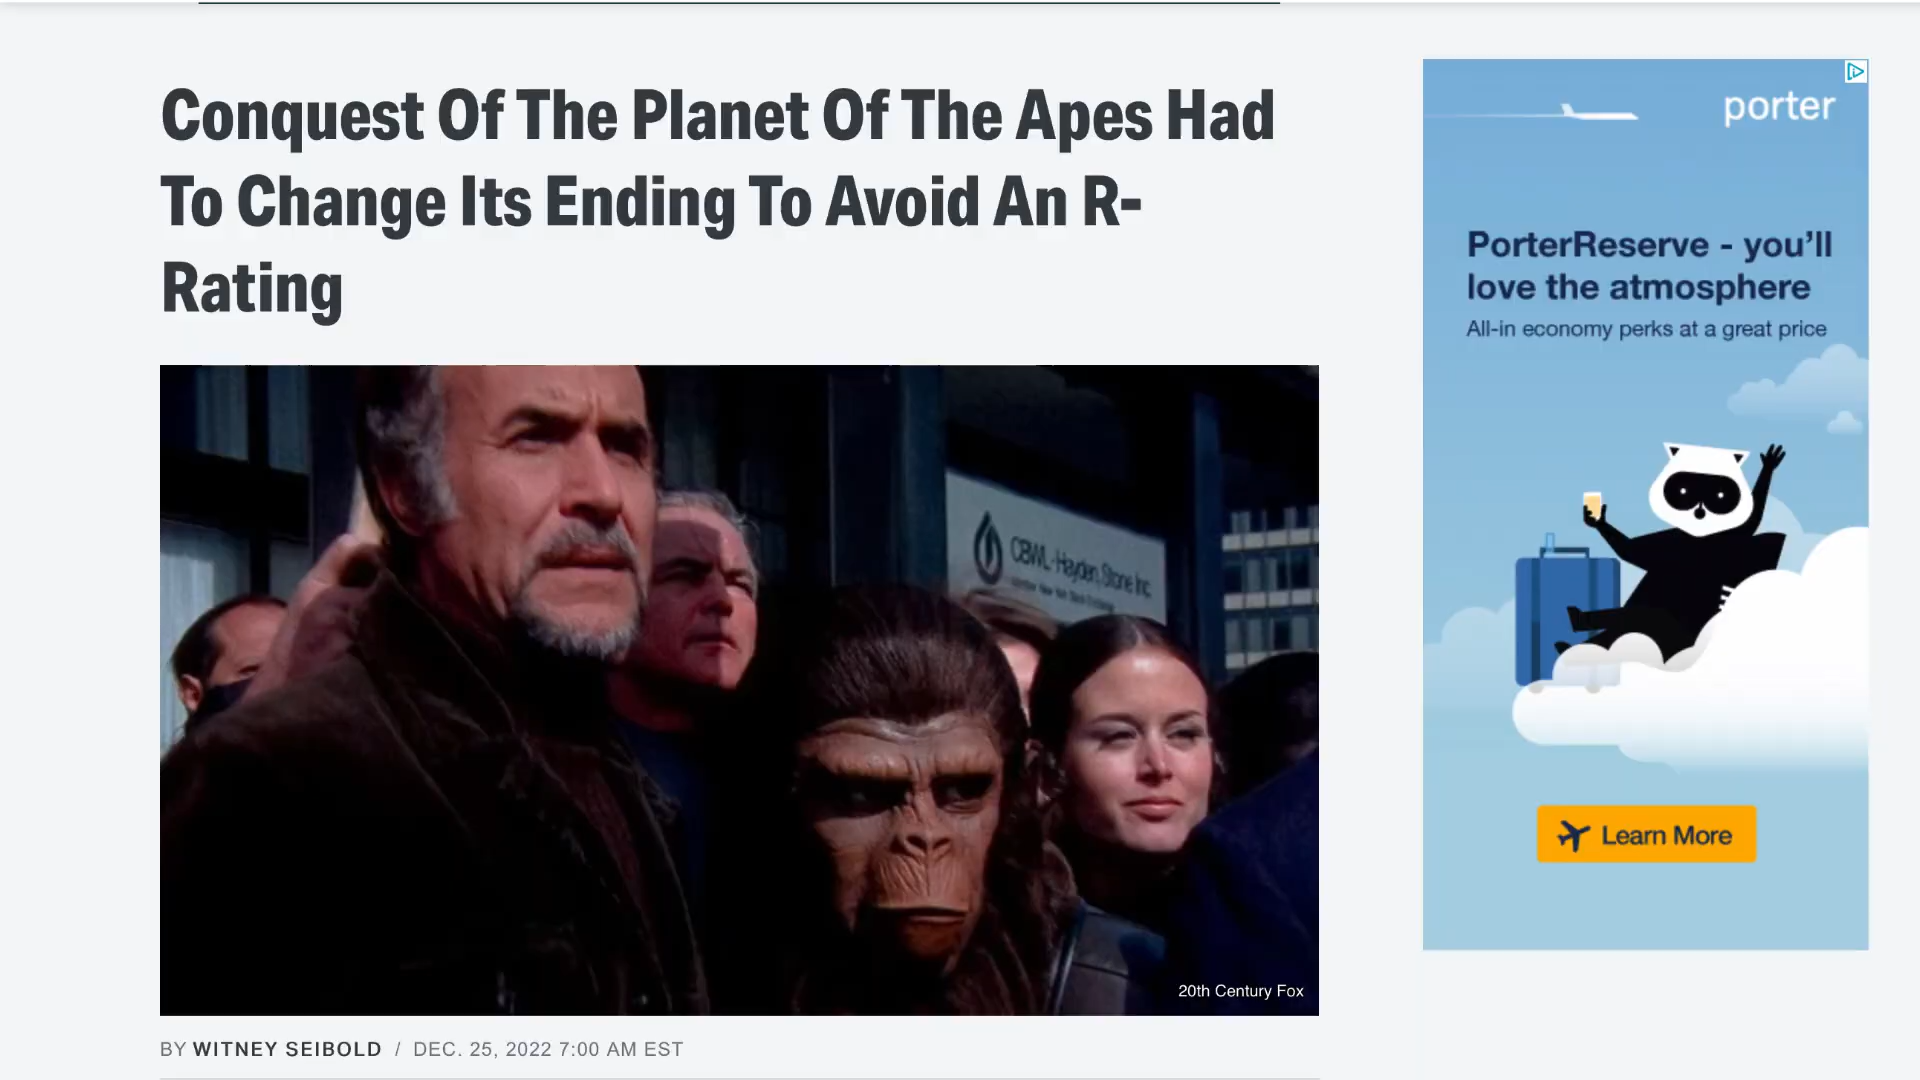 Conquest Of The Planet Of The Apes Had
To Change Its Ending To Avoid An R-
Rating
CBWL-Hayden, Stone Inc.
20th Century Fox
BY WITNEY SEIBOLD / DEC. 25, 2022 7:00 AM EST
porter
PorterReserve - you'll
love the atmosphere
All-in economy perks at a great price
Learn More